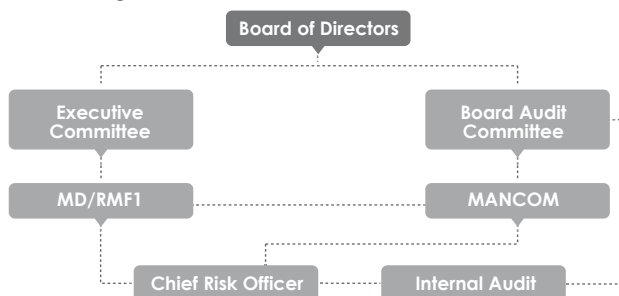 Board of Directors
Executive
Committee
Board Audit
Committee
MD/RMF1
MANCOM
Chief Risk Officer
Internal Audit